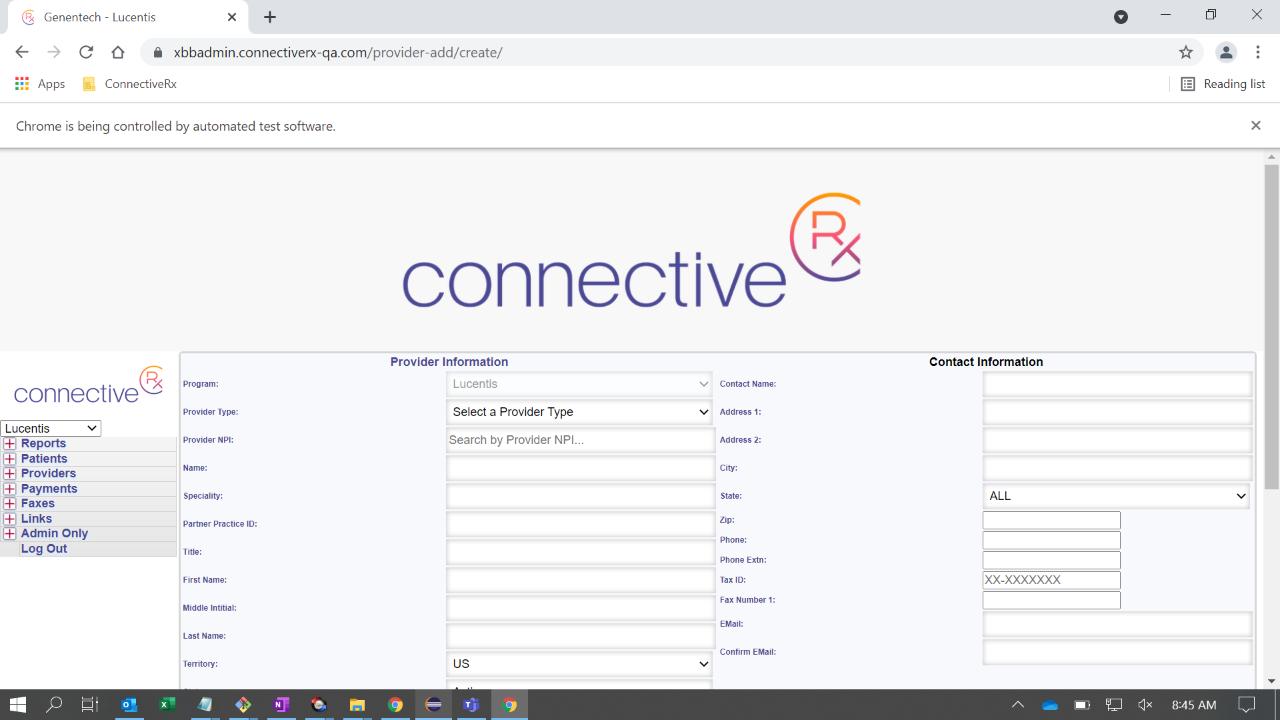 Genentech - Lucentis
xbbadmin.connectiverx-qa.com/provider-add/create/
Apps
ConnectiveRx
Reading list
Chrome is being controlled by automated test software.
connective Rx
connective Rx
Lucentis
Reports
Patients
Providers
Payments
Faxes
Links
Admin Only
Log Out
Provider Information
Program:
Lucentis
Provider Type:
Select a Provider Type
Provider NPI:
Search by Provider NPI...
Name:
Speciality:
Partner Practice ID:
Title:
First Name:
Middle Intitial:
Last Name:
Territory:
US
Contact Information
Contact Name:
Address 1:
Address 2:
City:
State:
ALL
Zip:
Phone:
Phone Extn:
Tax ID:
XX-XXXXXXX
Fax Number 1:
EMail:
Confirm EMail:
8:45 AM